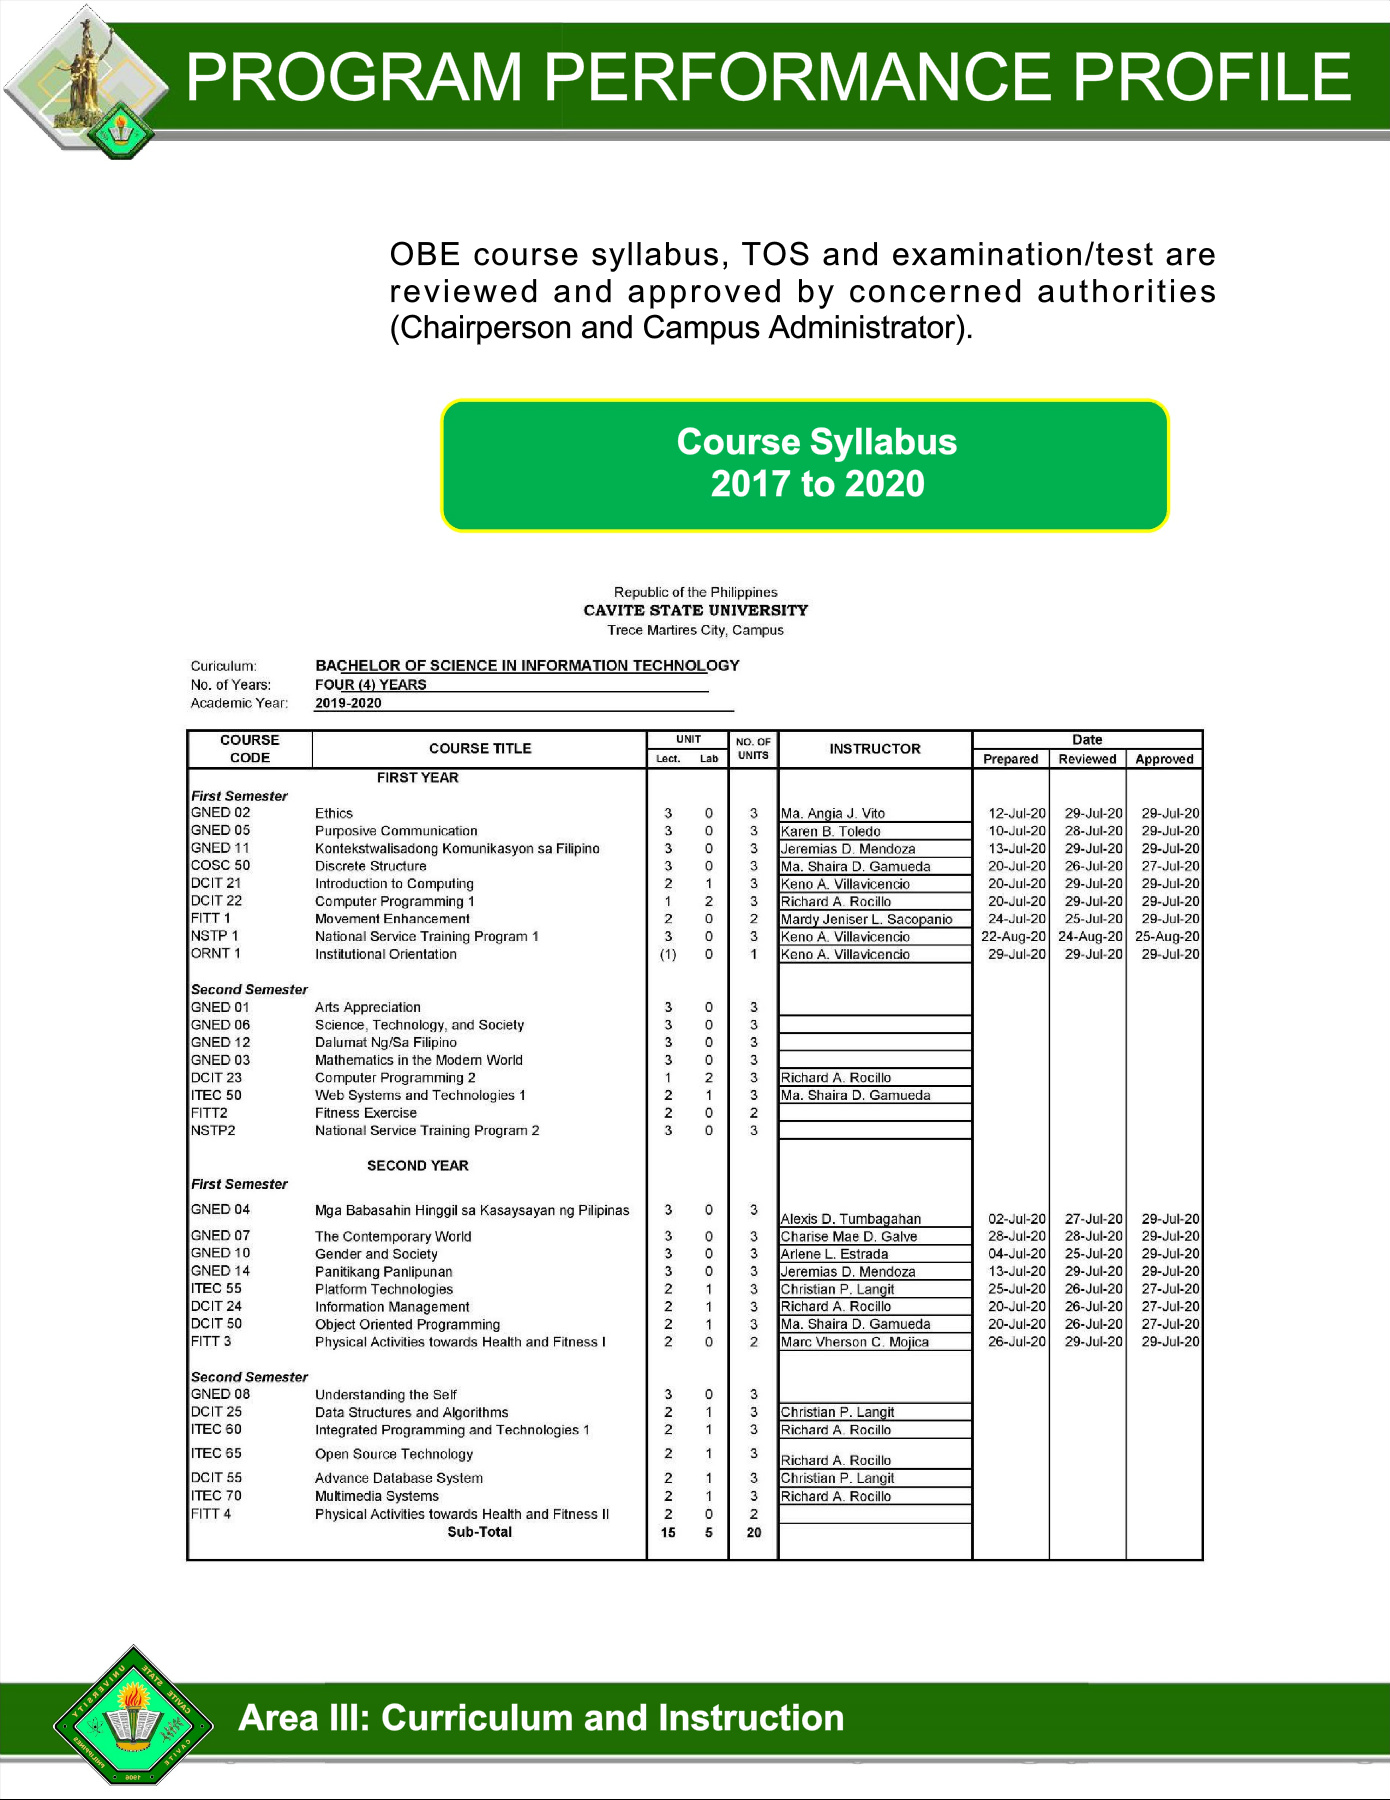 PROGRAM PERFORMANCE PROFILE
OBE course syllabus, TOS and examination/test are
reviewed and approved by concerned authorities
(Chairperson and Campus Administrator).
Course Syllabus
2017 to 2020
Republic of the Philippines
CAVITE STATE UNIVERSITY
Trece Martires City, Campus
Curiculum: BACHELOR OF SCIENCE IN INFORMATION TECHNOLOGY
No. of Years: FOUR (4) YEARS
Academic Year: 2019-2020
COURSE CODE COURSE TITLE UNIT Lect. Lab NO. OF UNITS INSTRUCTOR Date Prepared Reviewed Approved
FIRST YEAR
First Semester
GNED 02 Ethics 3 0 3 Ma. Angia J. Vito 12-Jul-20 29-Jul-20 29-Jul-20
GNED 05 Purposive Communication 3 0 3 Karen B. Toledo 10-Jul-20 28-Jul-20 29-Jul-20
GNED 11 Kontekstwalisadong Komunikasyon sa Filipino 3 0 3 Jeremias D. Mendoza 13-Jul-20 29-Jul-20 29-Jul-20
COSC 50 Discrete Structure 3 0 3 Ma. Shaira D. Gamueda 20-Jul-20 26-Jul-20 27-Jul-20
DCIT 21 Introduction to Computing 2 1 3 Keno A. Villavicencio 20-Jul-20 29-Jul-20 29-Jul-20
DCIT 22 Computer Programming 1 1 2 3 Richard A. Rocillo 20-Jul-20 29-Jul-20 29-Jul-20
FITT 1 Movement Enhancement 2 0 2 Mardy Jeniser L. Sacopanio 24-Jul-20 25-Jul-20 29-Jul-20
NSTP 1 National Service Training Program 1 3 0 3 Keno A. Villavicencio 22-Aug-20 24-Aug-20 25-Aug-20
ORNT 1 Institutional Orientation (1) 0 1 Keno A. Villavicencio 29-Jul-20 29-Jul-20 29-Jul-20
Second Semester
GNED 01 Arts Appreciation 3 0 3
GNED 06 Science, Technology, and Society 3 0 3
GNED 12 Dalumat Ng/Sa Filipino 3 0 3
GNED 03 Mathematics in the Modern World 3 0 3
DCIT 23 Computer Programming 2 1 2 3 Richard A. Rocillo
ITEC 50 Web Systems and Technologies 1 2 1 3 Ma. Shaira D. Gamueda
FITT2 Fitness Exercise 2 0 2
NSTP2 National Service Training Program 2 3 0 3
SECOND YEAR
First Semester
GNED 04 Mga Babasahin Hinggil sa Kasaysayan ng Pilipinas 3 0 3 Alexis D. Tumbagahan 02-Jul-20 27-Jul-20 29-Jul-20
GNED 07 The Contemporary World 3 0 3 Charise Mae D. Galve 28-Jul-20 28-Jul-20 29-Jul-20
GNED 10 Gender and Society 3 0 3 Arlene L. Estrada 04-Jul-20 25-Jul-20 29-Jul-20
GNED 14 Panitikang Panlipunan 3 0 3 Jeremias D. Mendoza 13-Jul-20 29-Jul-20 29-Jul-20
ITEC 55 Platform Technologies 2 1 3 Christian P. Langit 25-Jul-20 26-Jul-20 27-Jul-20
DCIT 24 Information Management 2 1 3 Richard A. Rocillo 20-Jul-20 26-Jul-20 27-Jul-20
DCIT 50 Object Oriented Programming 2 1 3 Ma. Shaira D. Gamueda 20-Jul-20 26-Jul-20 27-Jul-20
FITT 3 Physical Activities towards Health and Fitness I 2 0 2 Marc Vherson C. Mojica 26-Jul-20 29-Jul-20 29-Jul-20
Second Semester
GNED 08 Understanding the Self 3 0 3
DCIT 25 Data Structures and Algorithms 2 1 3 Christian P. Langit
ITEC 60 Integrated Programming and Technologies 1 2 1 3 Richard A. Rocillo
ITEC 65 Open Source Technology 2 1 3 Richard A. Rocillo
DCIT 55 Advance Database System 2 1 3 Christian P. Langit
ITEC 70 Multimedia Systems 2 1 3 Richard A. Rocillo
FITT 4 Physical Activities towards Health and Fitness II 2 0 2
Sub-Total 15 5 20
CAVITE STATE UNIVERSITY
CAVITE PHILIPPINES
1906
Area III: Curriculum and Instruction